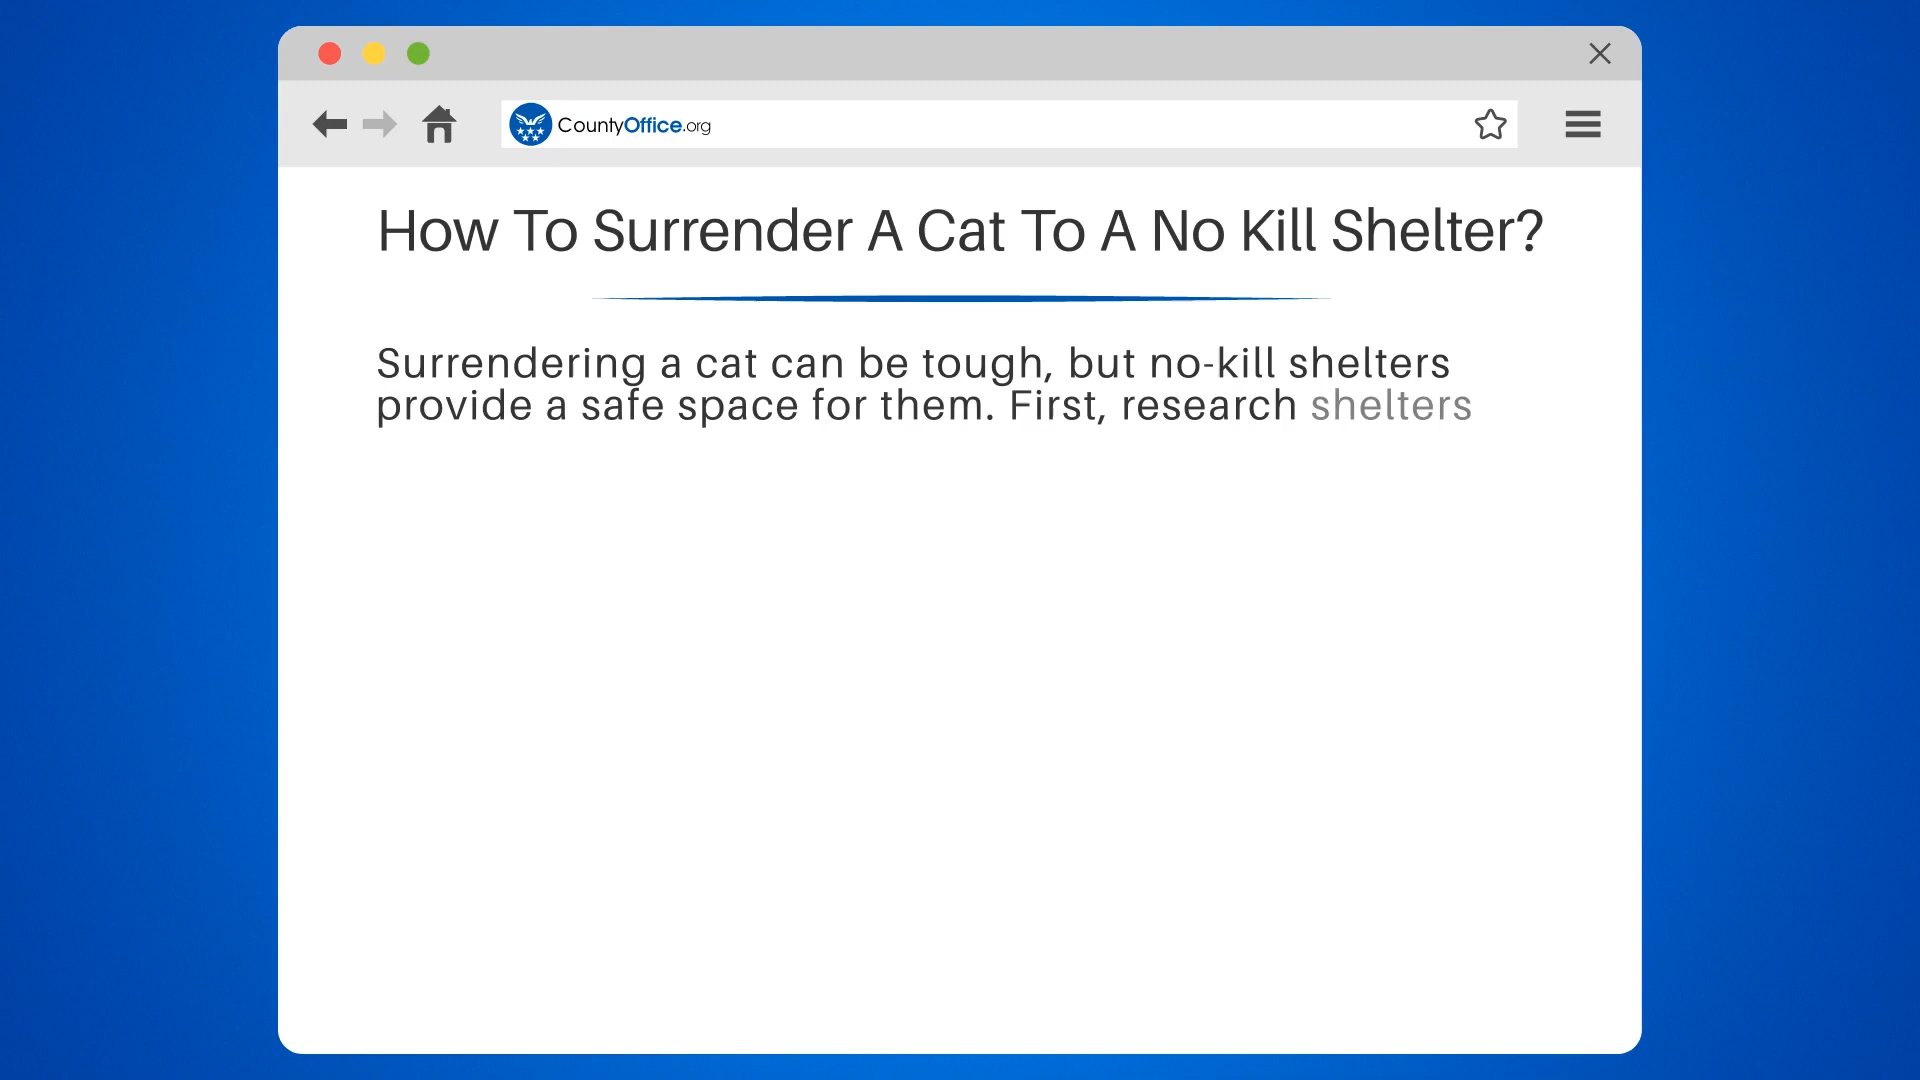 CountyOffice.org
How To Surrender A Cat To A No Kill Shelter?
Surrendering a cat can be tough, but no-kill shelters
provide a safe space for them. First, research shelters